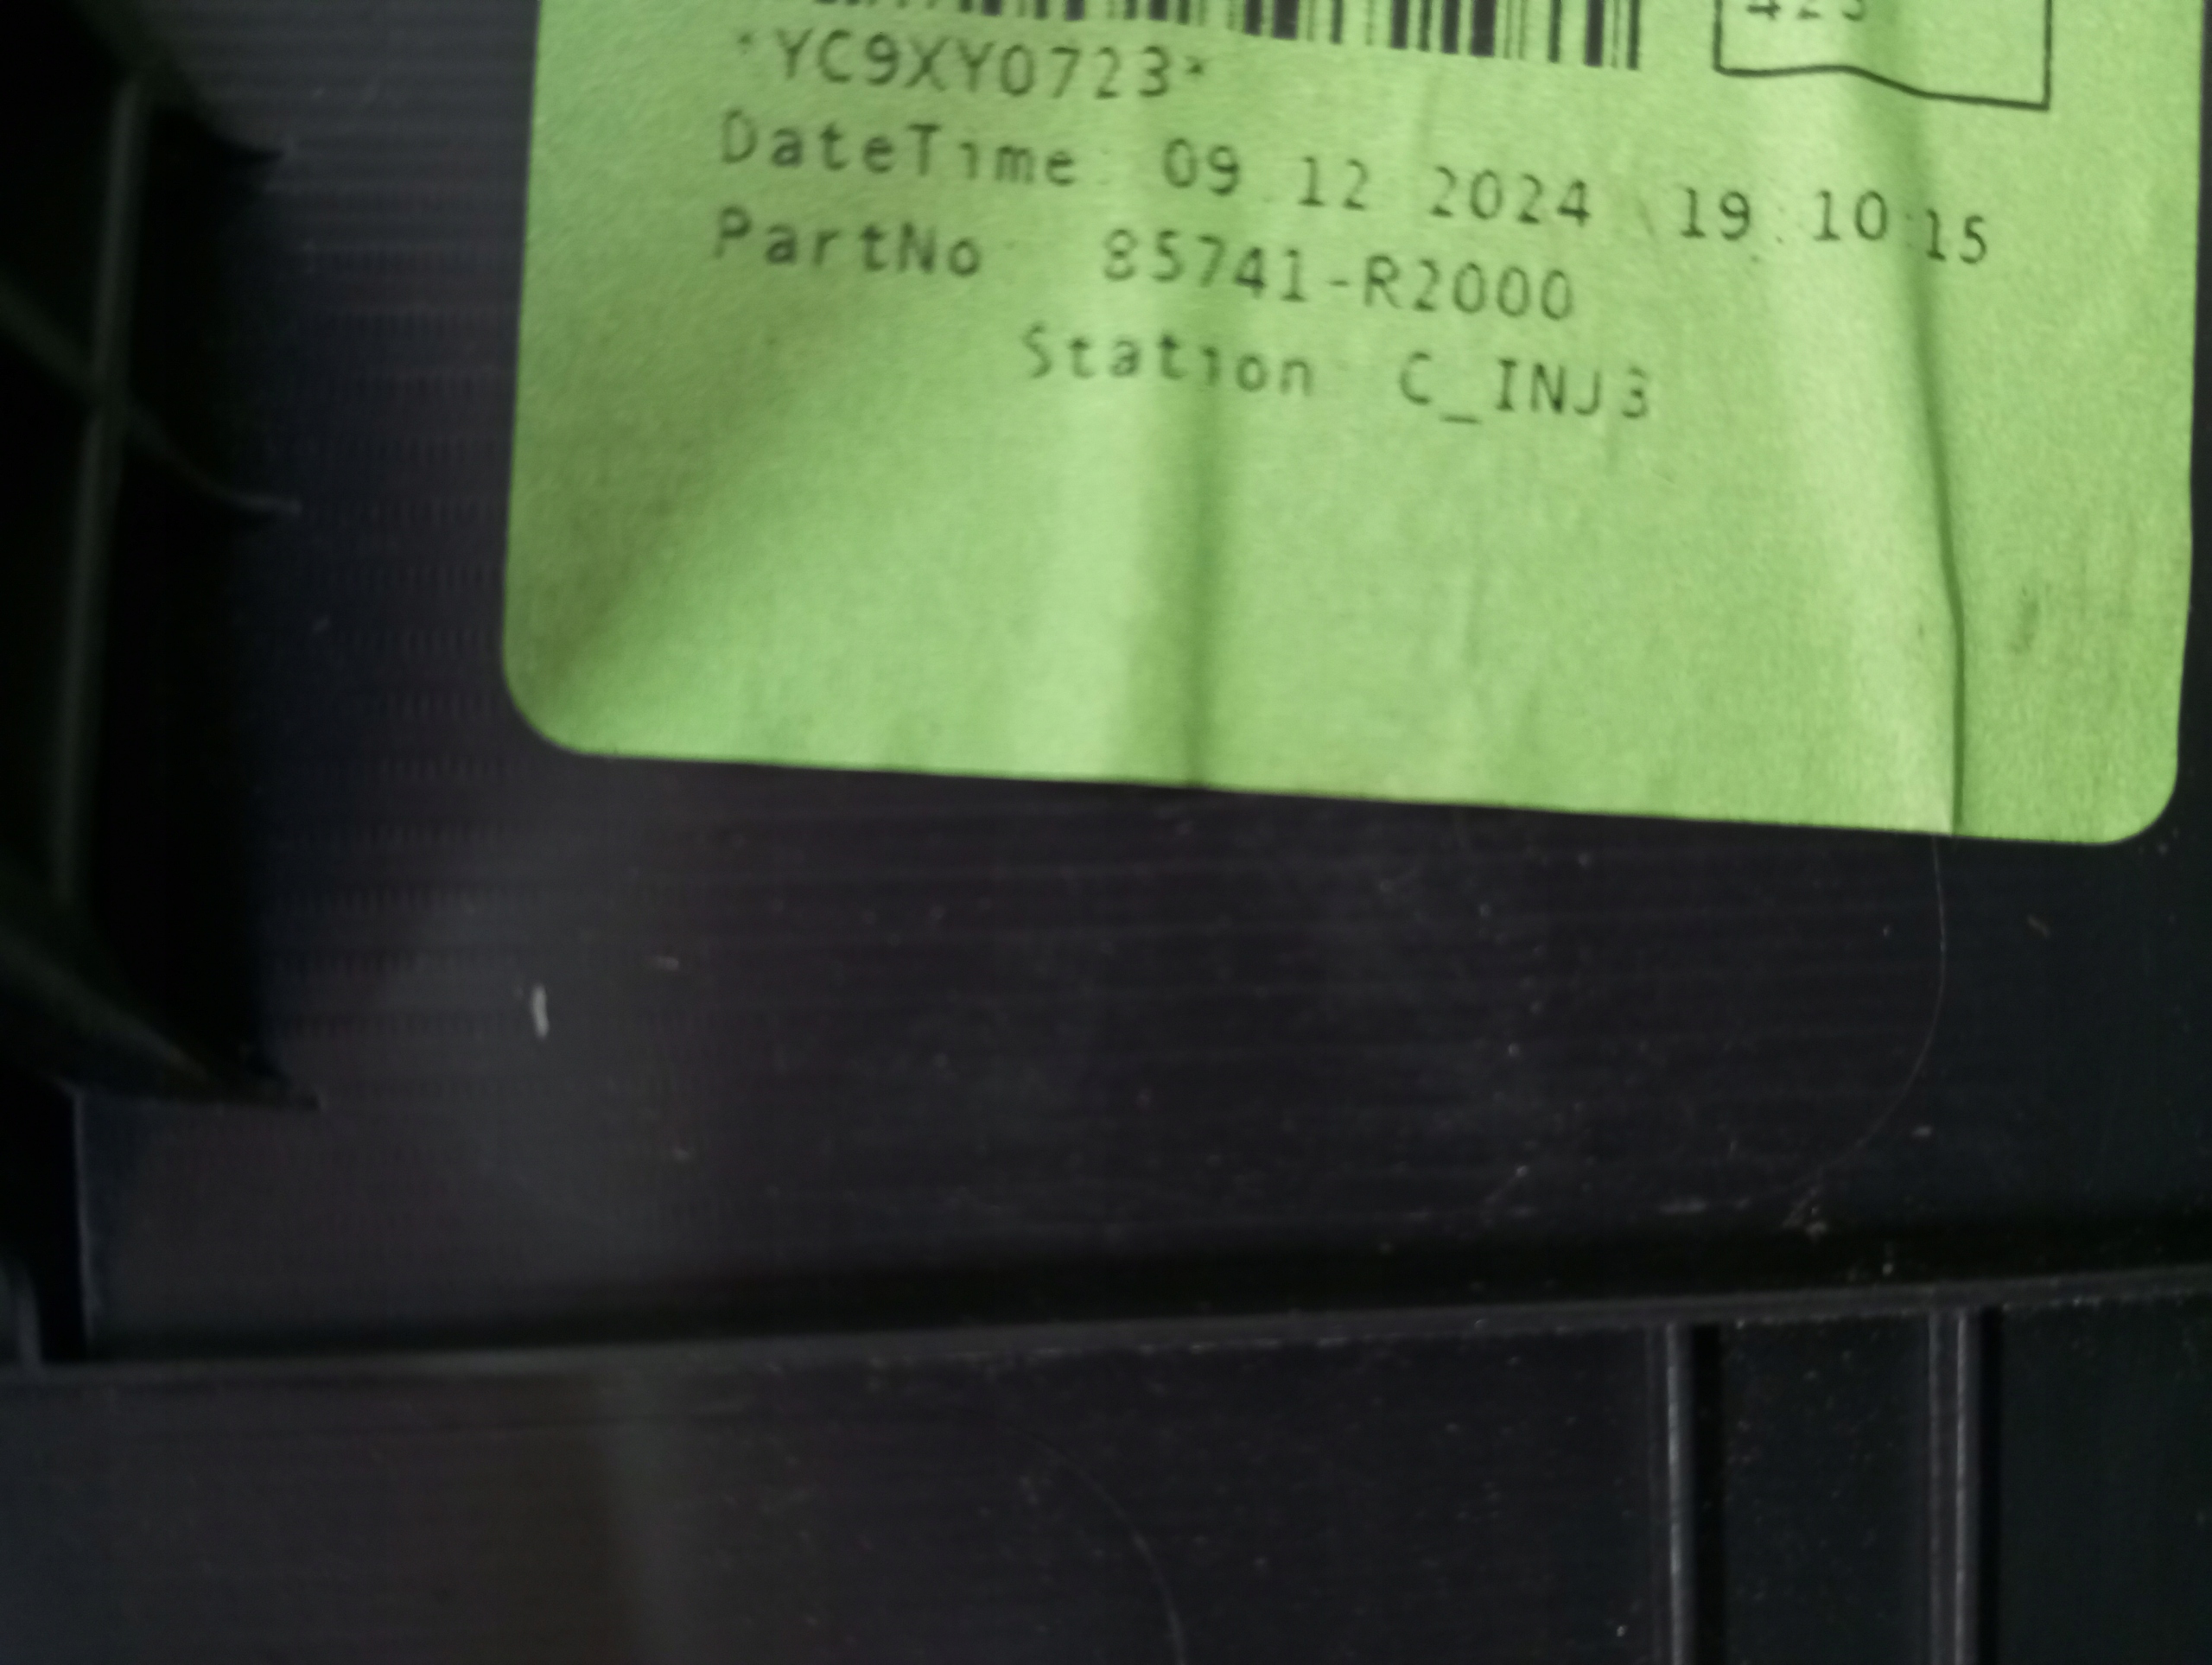 *YC9XY0723*
DateTime: 09.12.2024 19:10:15
PartNo: 85741-R2000
Station: C_INJ3